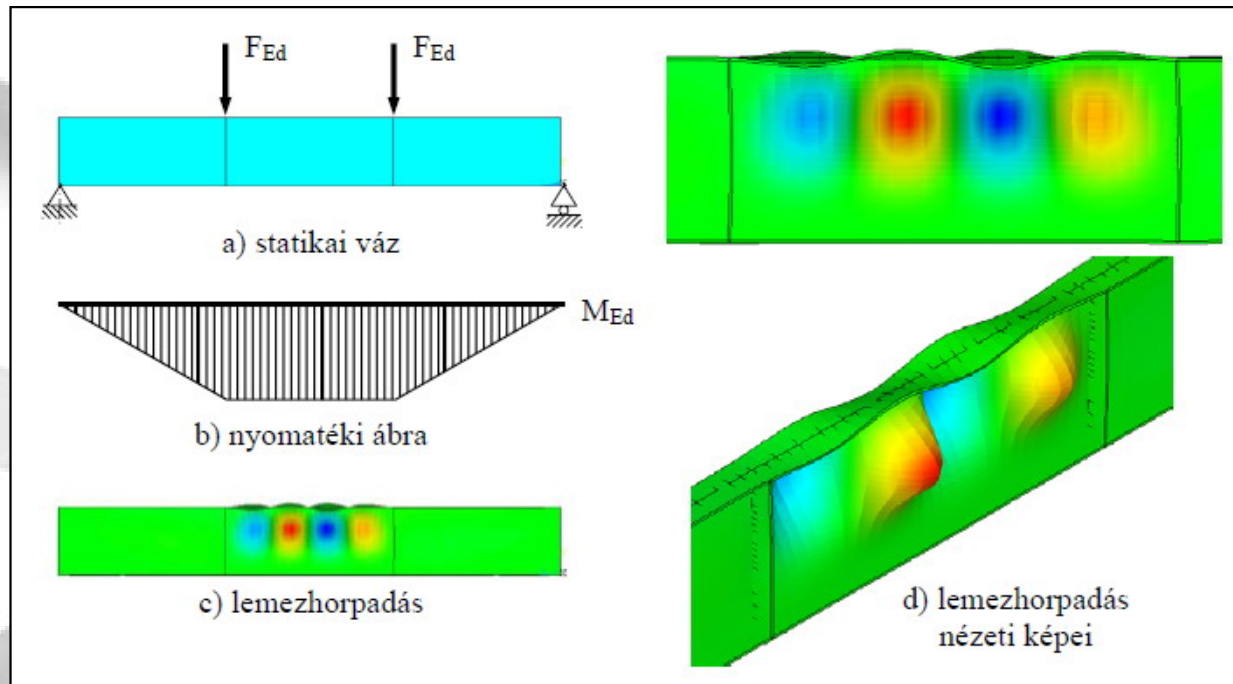 F_Ed F_Ed
a) statikai váz
M_Ed
b) nyomatéki ábra
c) lemezhorpadás
d) lemezhorpadás
nézeti képei